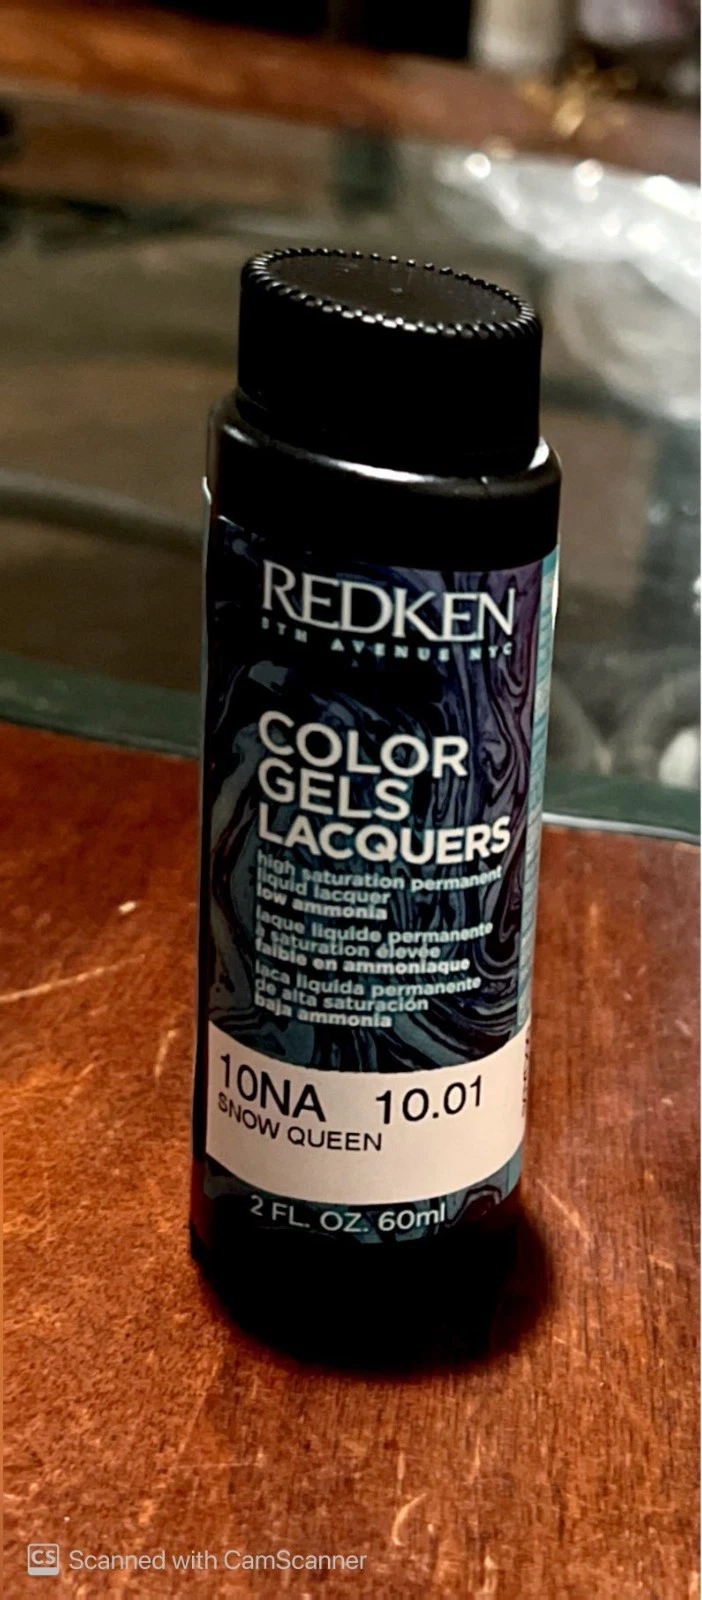 REDKEN
5TH AVENUE NYC
COLOR
GELS
LACQUERS
high saturation permanent
liquid lacquer
low ammonia
laque liquide permanente
à saturation élevée
faible en ammoniaque
laca líquida permanente
de alta saturación
baja ammonia
10NA 10.01
SNOW QUEEN
2 FL. OZ. 60ml
CS Scanned with CamScanner